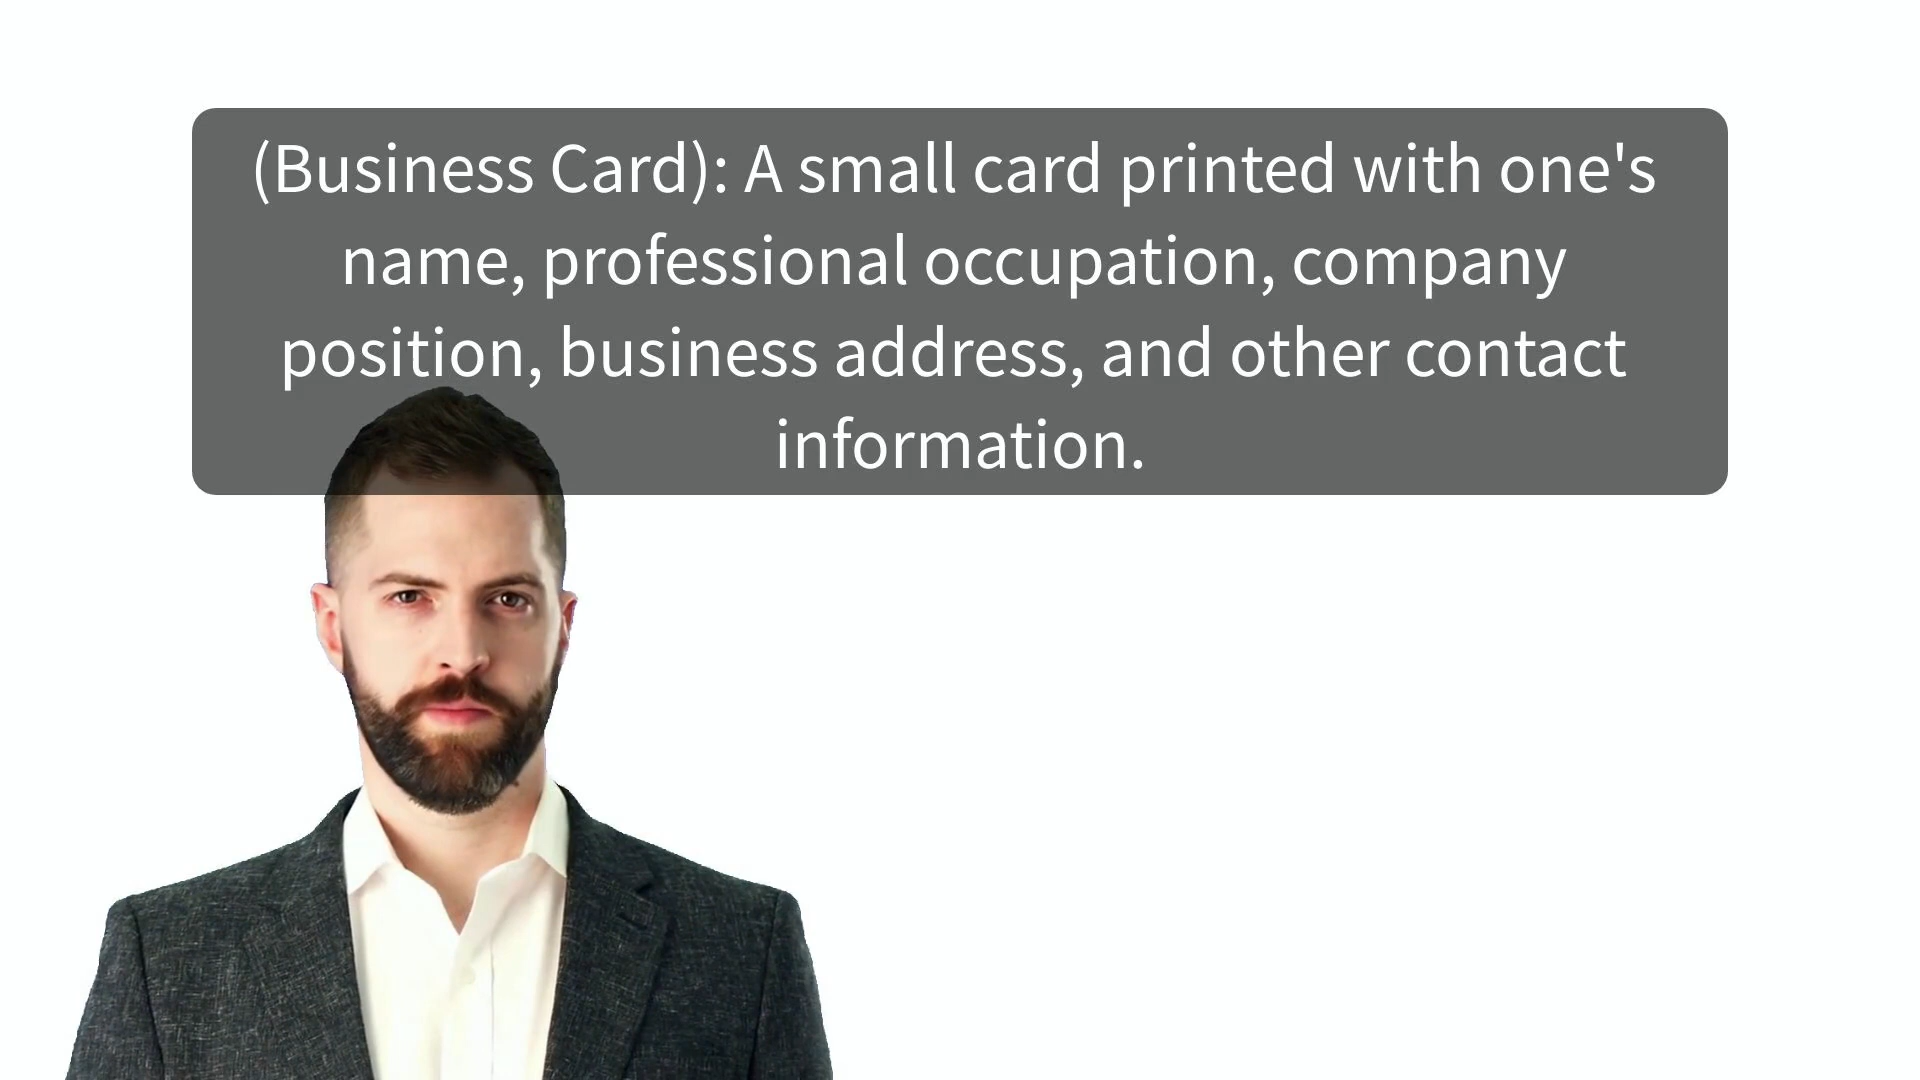 (Business Card): A small card printed with one's
name, professional occupation, company
position, business address, and other contact
information.